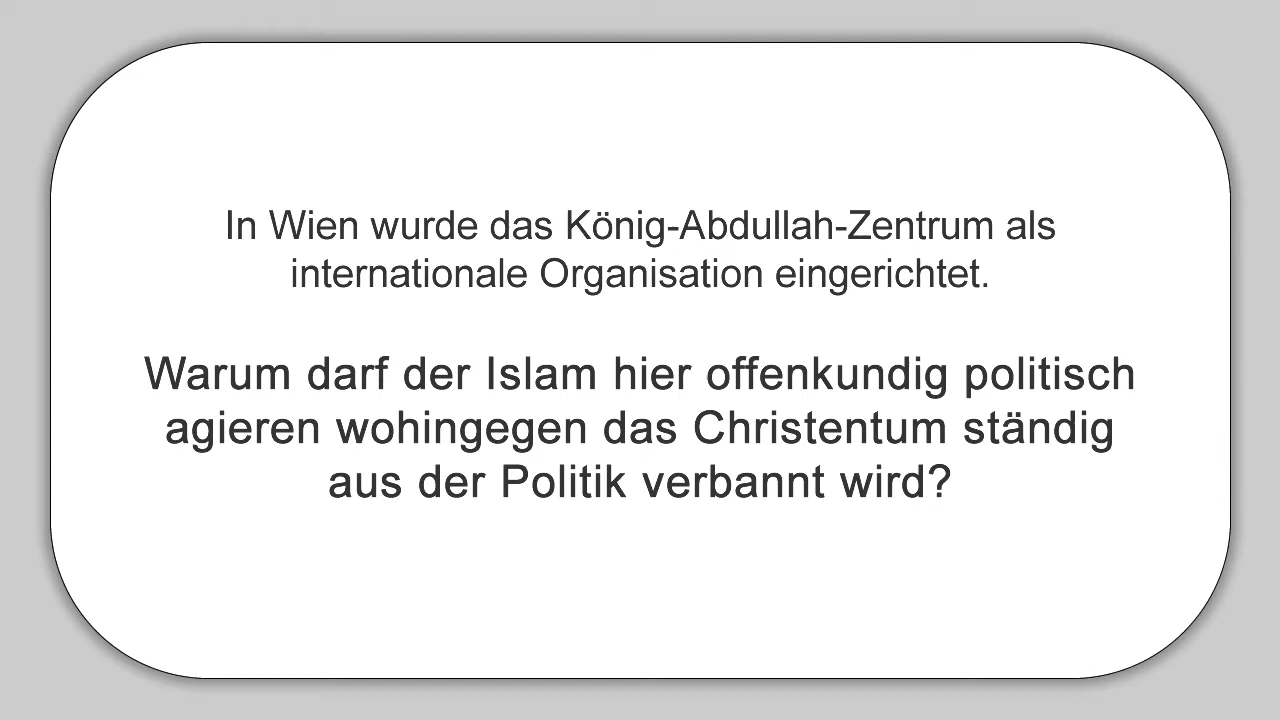 In Wien wurde das König-Abdullah-Zentrum als
internationale Organisation eingerichtet.
Warum darf der Islam hier offenkundig politisch
agieren wohingegen das Christentum ständig
aus der Politik verbannt wird?